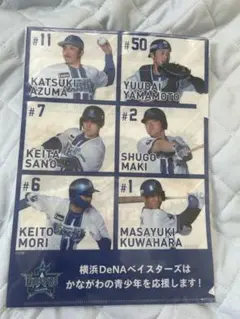 #11
KATSUKI
AZUMA
#50
YUUDAI
YAMAMOTO
#7
KEITA
SANO
#2
SHUGO
MAKI
#6
KEITO
MORI
#1
MASAYUKI
KUWAHARA
横浜DeNAベイスターズは
かながわの青少年を応援します!